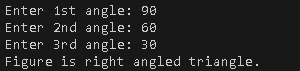 Enter 1st angle: 90
Enter 2nd angle: 60
Enter 3rd angle: 30
Figure is right angled triangle.